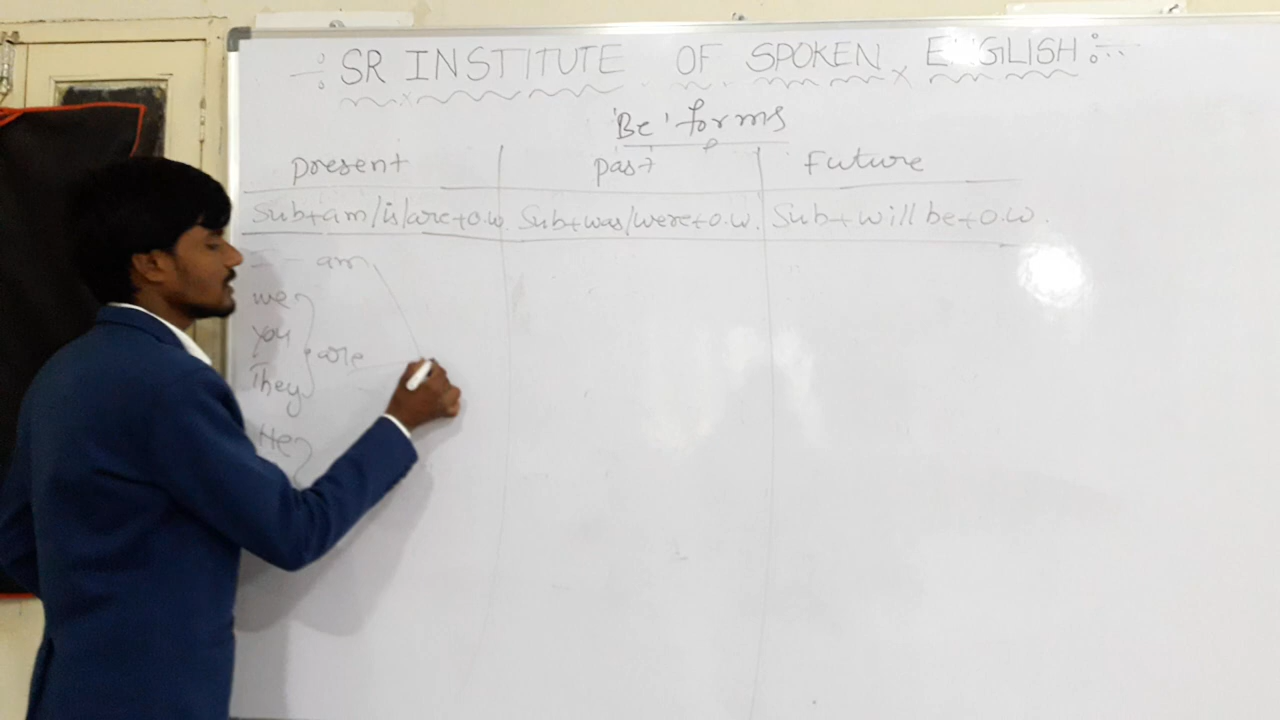 ÷ SR INSTITUTE OF SPOKEN ENGLISH ÷
'Be' forms
present past future
Sub+am/is/are+o.w. Sub+was/were+o.w. Sub+will be+o.w.
am
we
you
are
They
He